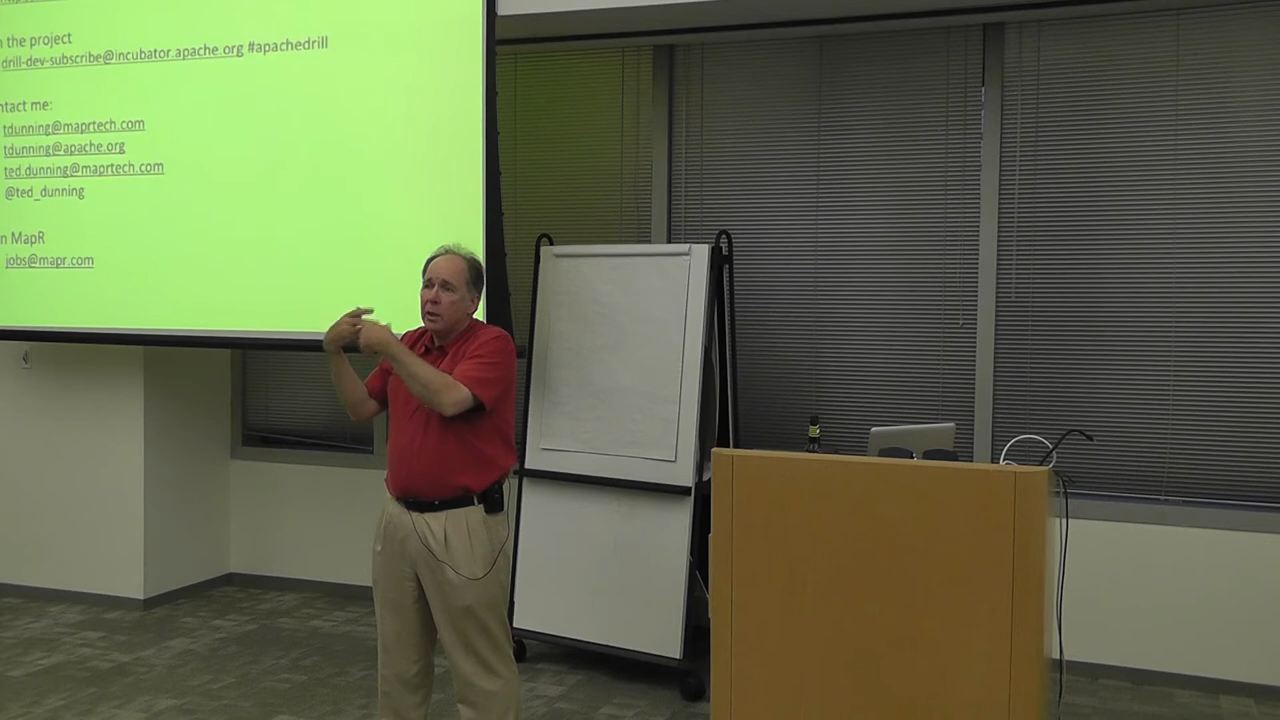 the project
drill-dev-subscribe@incubator.apache.org #apachedrill
ntact me:
tdunning@maprtech.com
tdunning@apache.org
ted.dunning@maprtech.com
@ted_dunning
n MapR
jobs@mapr.com